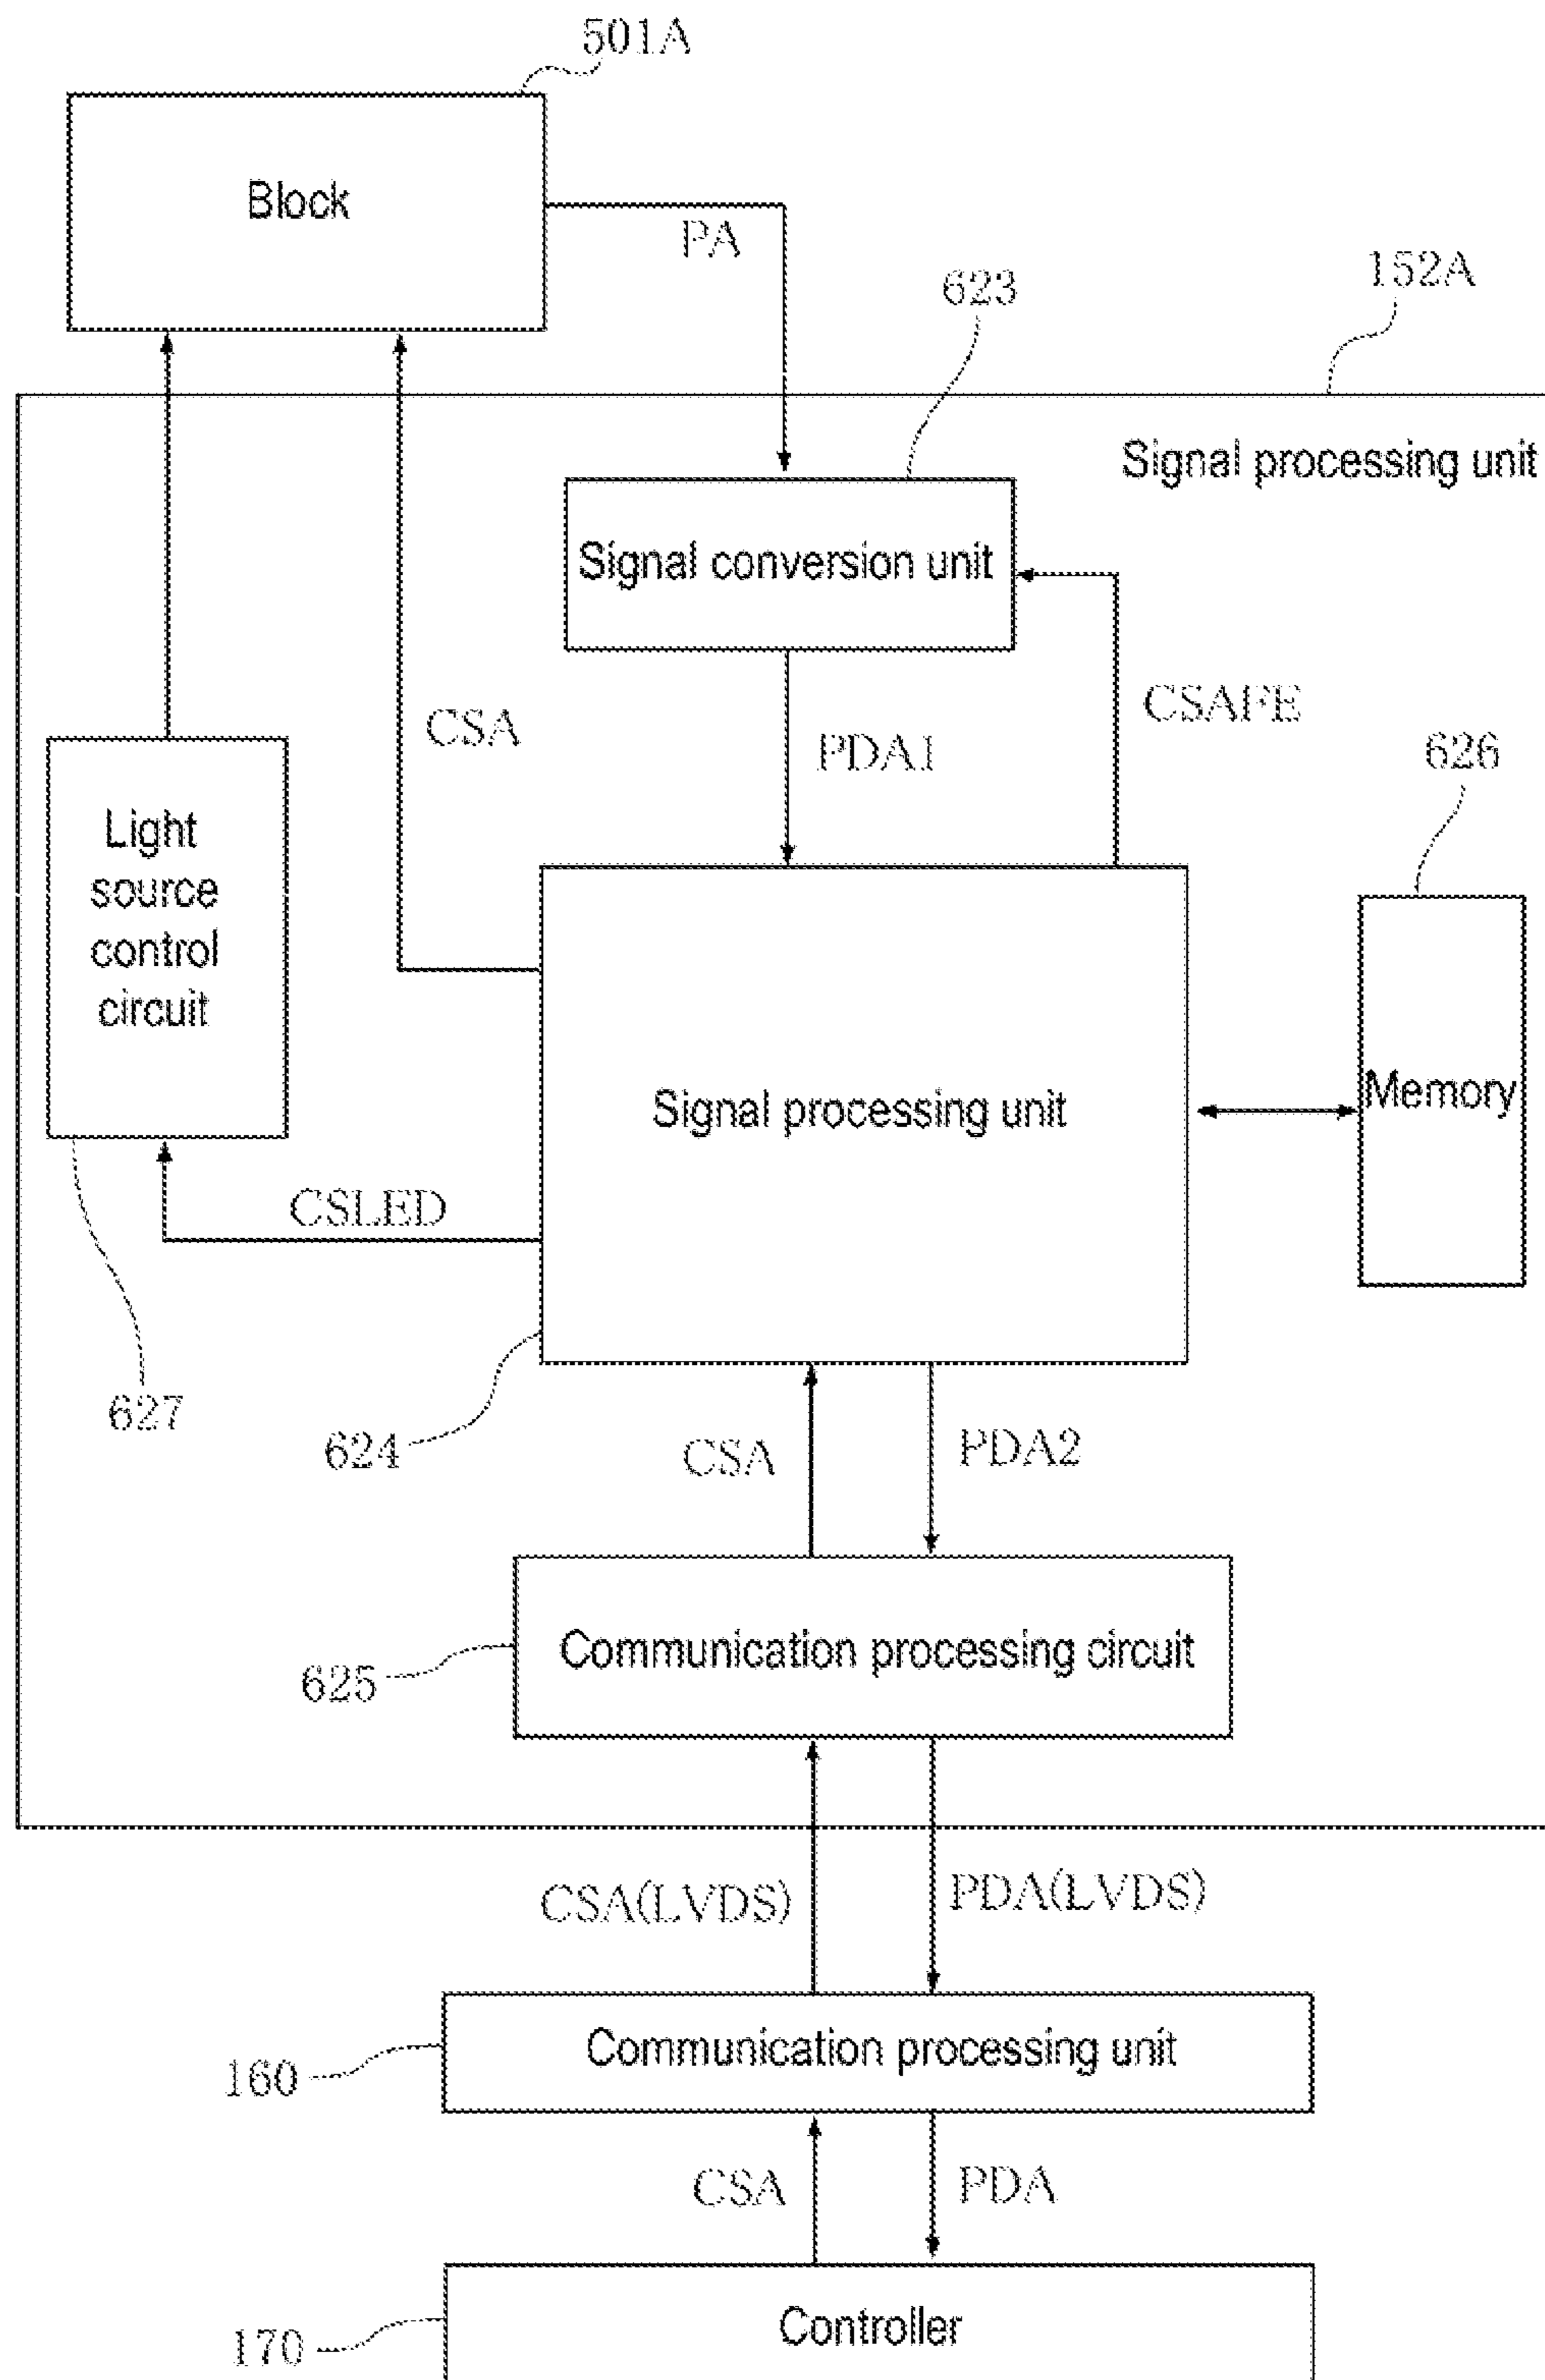 501A
Block
PA
623
152A
Signal processing unit
Signal conversion unit
CSA
PDA1
CSAFE
626
Light
source
control
circuit
Memory
Signal processing unit
CSLED
627
624
CSA
PDA2
Communication processing circuit
625
CSA(LVDS)
PDA(LVDS)
Communication processing unit
160
CSA
PDA
Controller
170